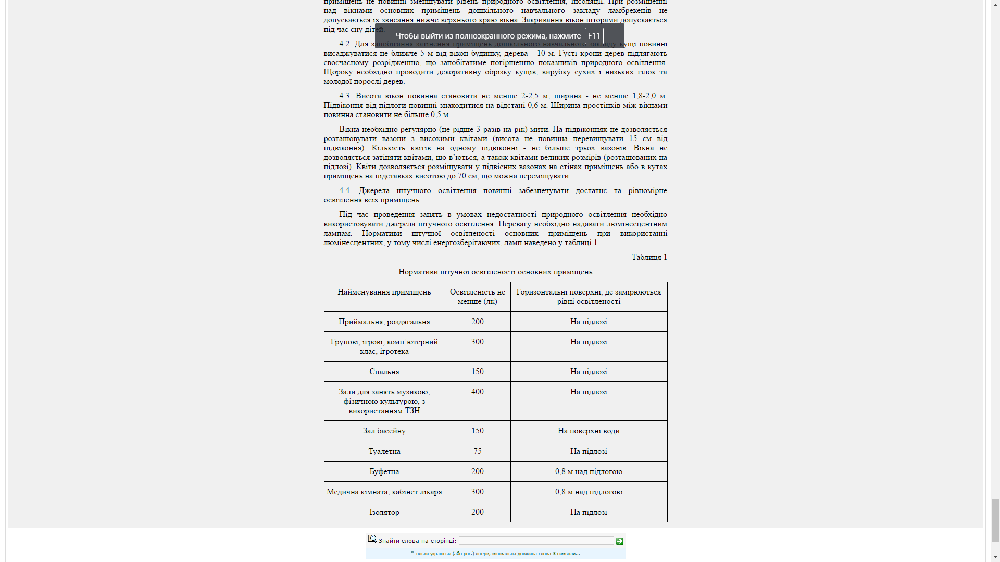 приміщень не повинні зменшувати рівень природного освітлення, інсоляції. При розміщенні
над вікнами основних приміщень дошкільного навчального закладу ламбрекенів не
допускається їх звисання нижче верхнього краю вікна. Закривання вікон шторами допускається
під час сну дітей.
Чтобы выйти из полноэкранного режима, нажмите F11
4.2. Для запобігання затінення приміщень дошкільного навчального закладу кущі повинні
висаджуватися не ближче 5 м від вікон будинку, дерева - 10 м. Густі крони дерев підлягають
своєчасному розрідженню, що запобігатиме погіршенню показників природного освітлення.
Щороку необхідно проводити декоративну обрізку кущів, вирубку сухих і низьких гілок та
молодої порослі дерев.
4.3. Висота вікон повинна становити не менше 2-2,5 м, ширина - не менше 1,8-2,0 м.
Підвіконня від підлоги повинні знаходитися на відстані 0,6 м. Ширина простінків між вікнами
повинна становити не більше 0,5 м.
Вікна необхідно регулярно (не рідше 3 разів на рік) мити. На підвіконнях не дозволяється
розташовувати вазони з високими квітами (висота не повинна перевищувати 15 см від
підвіконня). Кількість квітів на одному підвіконні - не більше трьох вазонів. Вікна не
дозволяється затіняти квітами, що в’ються, а також квітами великих розмірів (розташованих на
підлозі). Квіти дозволяється розміщувати у підвісних вазонах на стінах приміщень або в кутах
приміщень на підставках висотою до 70 см, що можна переміщувати.
4.4. Джерела штучного освітлення повинні забезпечувати достатнє та рівномірне
освітлення всіх приміщень.
Під час проведення занять в умовах недостатності природного освітлення необхідно
використовувати джерела штучного освітлення. Перевагу необхідно надавати люмінесцентним
лампам. Нормативи штучної освітленості основних приміщень при використанні
люмінесцентних, у тому числі енергозберігаючих, ламп наведено у таблиці 1.
Таблиця 1
Нормативи штучної освітленості основних приміщень
Найменування приміщень Освітленість не Горизонтальні поверхні, де замірюються
менше (лк) рівні освітленості
Приймальня, роздягальня 200 На підлозі
Групові, ігрові, комп’ютерний 300 На підлозі
клас, ігротека
Спальня 150 На підлозі
Зали для занять музикою, 400 На підлозі
фізичною культурою, з
використанням ТЗН
Зал басейну 150 На поверхні води
Туалетна 75 На підлозі
Буфетна 200 0,8 м над підлогою
Медична кімната, кабінет лікаря 300 0,8 м над підлогою
Ізолятор 200 На підлозі
Знайти слова на сторінці:
* тільки українські (або рос.) літери, мінімальна довжина слова 3 символи...